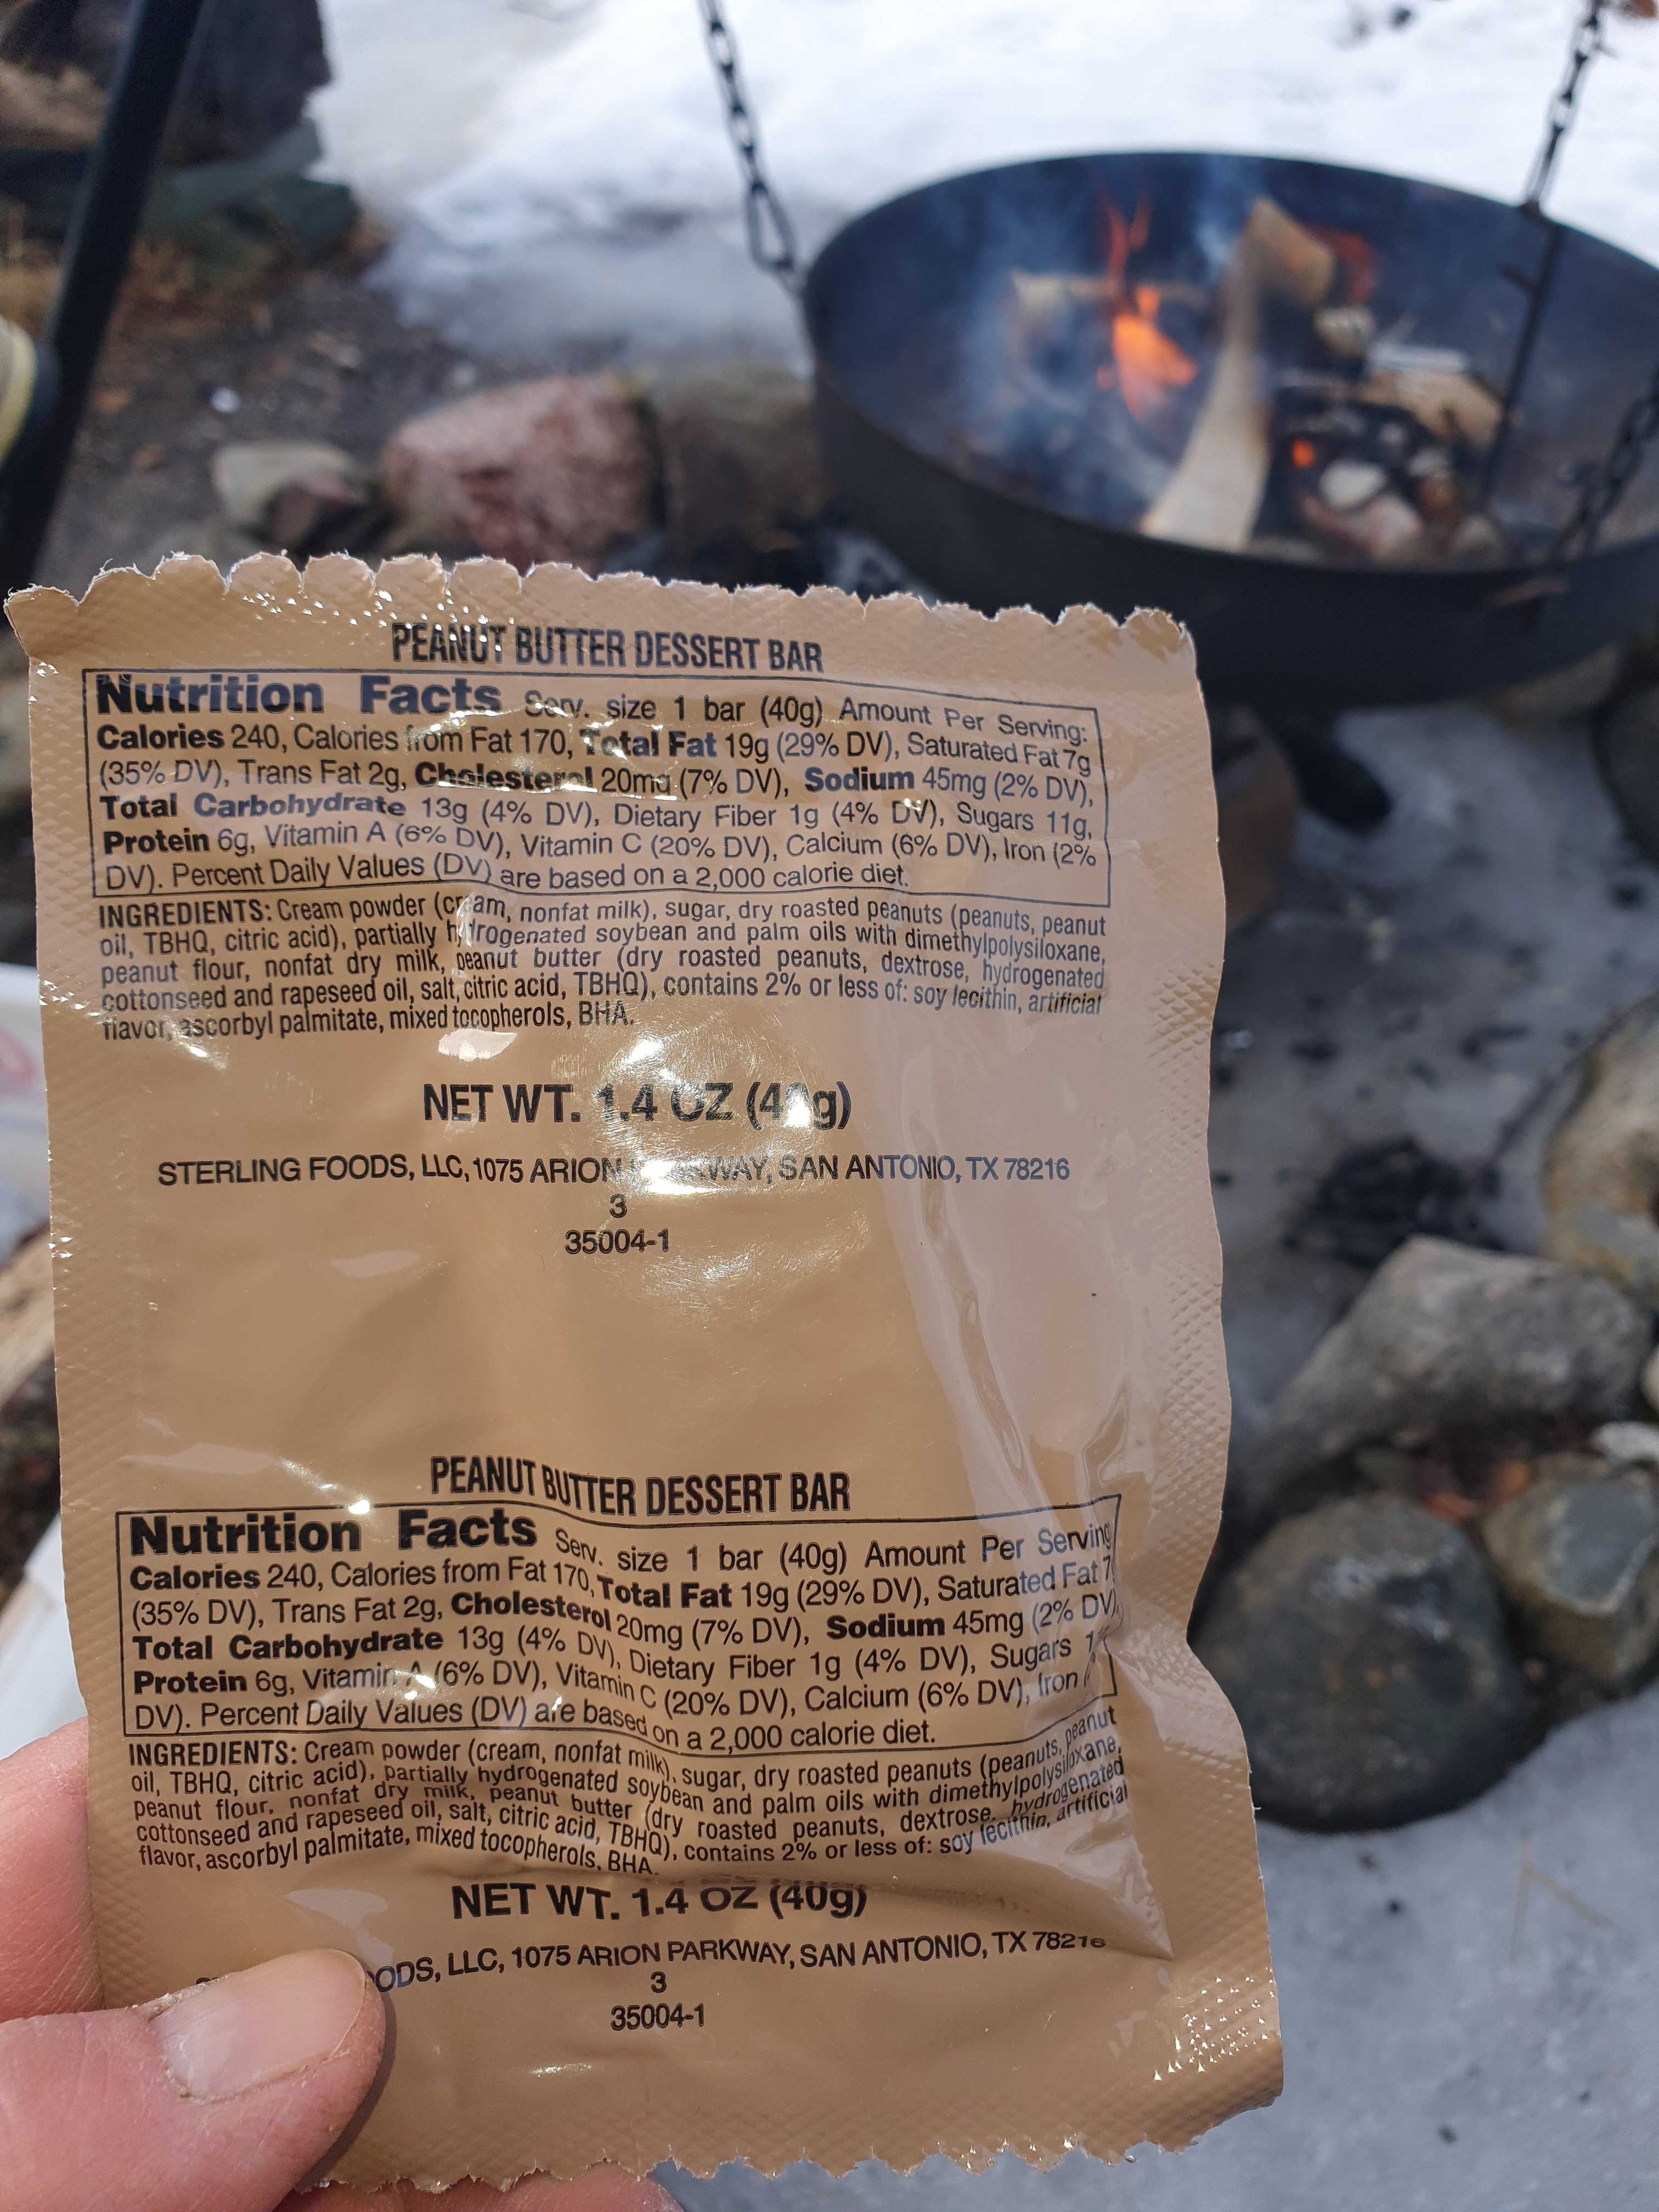 PEANUT BUTTER DESSERT BAR
Nutrition Facts Serv. size 1 bar (40g) Amount Per Serving:
Calories 240, Calories from Fat 170, Total Fat 19g (29% DV), Saturated Fat 7g
(35% DV), Trans Fat 2g, Cholesterol 20mg (7% DV), Sodium 45mg (2% DV),
Total Carbohydrate 13g (4% DV), Dietary Fiber 1g (4% DV), Sugars 11g,
Protein 6g, Vitamin A (6% DV), Vitamin C (20% DV), Calcium (6% DV), Iron (2%
DV). Percent Daily Values (DV) are based on a 2,000 calorie diet.
INGREDIENTS: Cream powder (cream, nonfat milk), sugar, dry roasted peanuts (peanuts, peanut
oil, TBHQ, citric acid), partially hydrogenated soybean and palm oils with dimethylpolysiloxane,
peanut flour, nonfat dry milk, peanut butter (dry roasted peanuts, dextrose, hydrogenated
cottonseed and rapeseed oil, salt, citric acid, TBHQ), contains 2% or less of: soy lecithin, artificial
flavor, ascorbyl palmitate, mixed tocopherols, BHA.
NET WT. 1.4 OZ (40g)
STERLING FOODS, LLC, 1075 ARION PARKWAY, SAN ANTONIO, TX 78216
3
35004-1
PEANUT BUTTER DESSERT BAR
Nutrition Facts Serv. size 1 bar (40g) Amount Per Serving
Calories 240, Calories from Fat 170, Total Fat 19g (29% DV), Saturated Fat 7
(35% DV), Trans Fat 2g, Cholesterol 20mg (7% DV), Sodium 45mg (2% DV),
Total Carbohydrate 13g (4% DV), Dietary Fiber 1g (4% DV), Sugars
Protein 6g, Vitamin A (6% DV), Vitamin C (20% DV), Calcium (6% DV), Iron
DV). Percent Daily Values (DV) are based on a 2,000 calorie diet.
INGREDIENTS: Cream powder (cream, nonfat milk), sugar, dry roasted peanuts (peanuts, peanut
oil, TBHQ, citric acid), partially hydrogenated soybean and palm oils with dimethylpolysiloxane,
peanut flour, nonfat dry milk, peanut butter (dry roasted peanuts, dextrose, hydrogenated
cottonseed and rapeseed oil, salt, citric acid, TBHQ), contains 2% or less of: soy lecithin, artificial
flavor, ascorbyl palmitate, mixed tocopherols, BHA.
NET WT. 1.4 OZ (40g)
ODS, LLC, 1075 ARION PARKWAY, SAN ANTONIO, TX 78216
3
35004-1